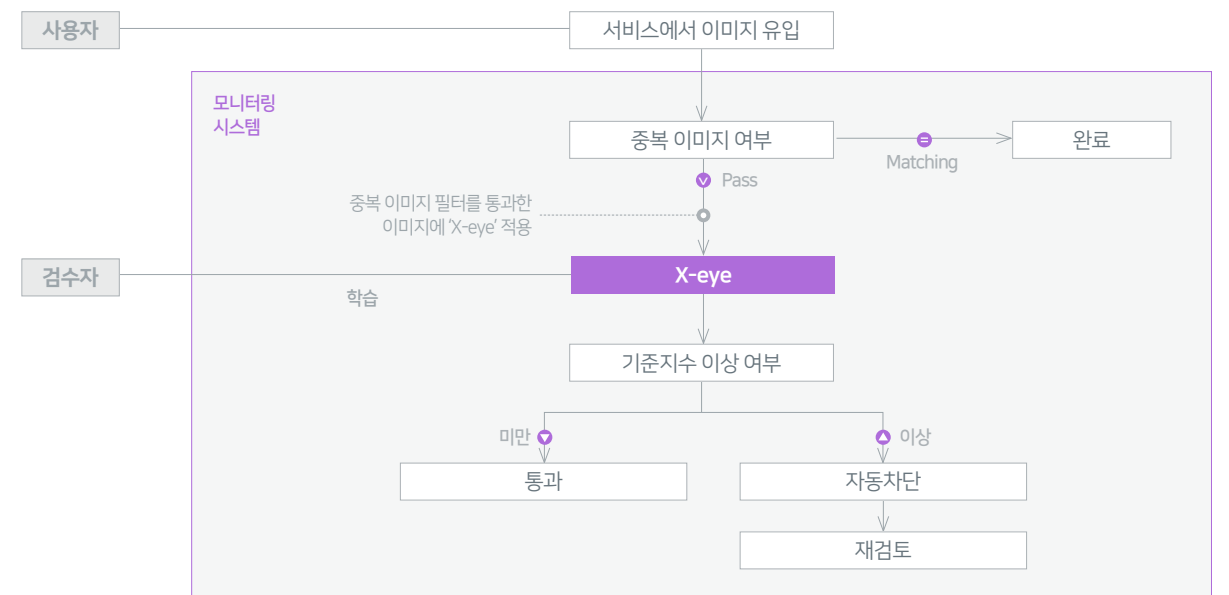 사용자
서비스에서 이미지 유입
모니터링
시스템
중복 이미지 여부
완료
Matching
Pass
중복 이미지 필터를 통과한
이미지에 ‘X-eye’ 적용
검수자
X-eye
학습
기준지수 이상 여부
미만
이상
통과
자동차단
재검토